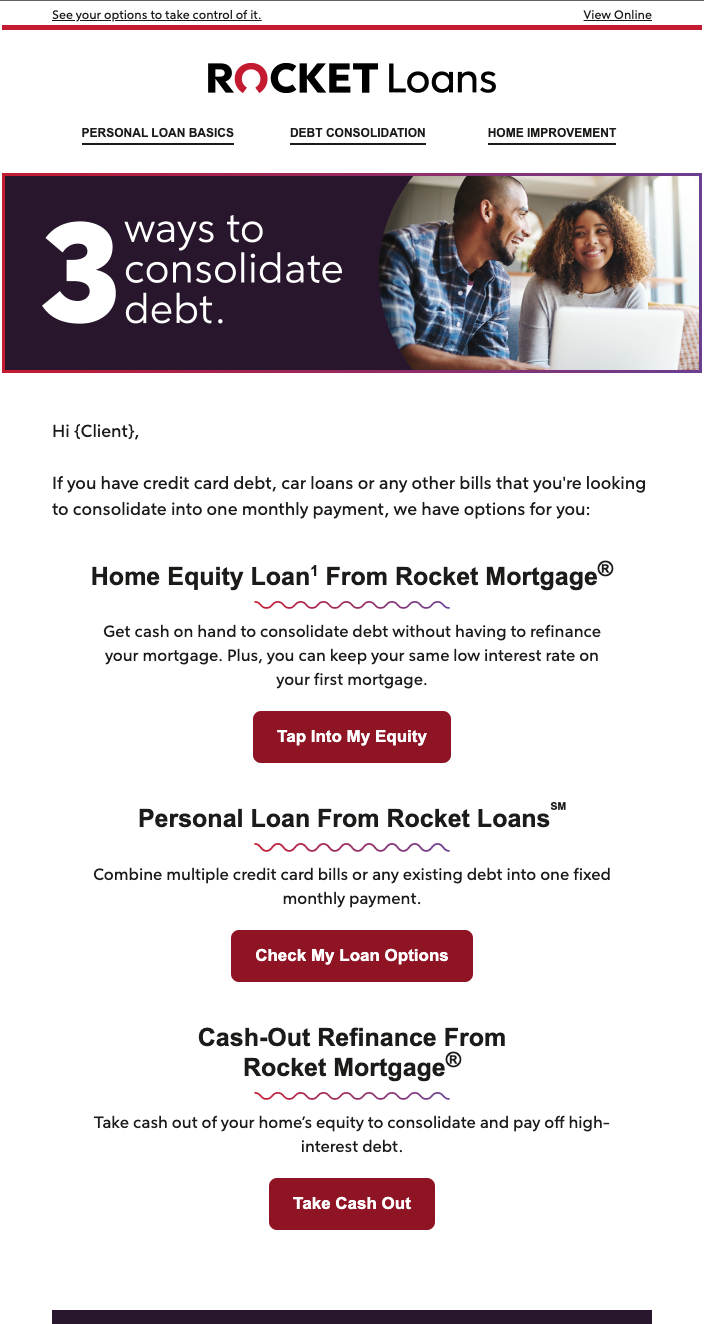 See your options to take control of it.
View Online
ROCKET Loans
PERSONAL LOAN BASICS
DEBT CONSOLIDATION
HOME IMPROVEMENT
3 ways to
consolidate
debt.
Hi {Client},
If you have credit card debt, car loans or any other bills that you're looking
to consolidate into one monthly payment, we have options for you:
Home Equity Loan¹ From Rocket Mortgage®
Get cash on hand to consolidate debt without having to refinance
your mortgage. Plus, you can keep your same low interest rate on
your first mortgage.
Tap Into My Equity
Personal Loan From Rocket Loans℠
Combine multiple credit card bills or any existing debt into one fixed
monthly payment.
Check My Loan Options
Cash-Out Refinance From
Rocket Mortgage®
Take cash out of your home’s equity to consolidate and pay off high-
interest debt.
Take Cash Out